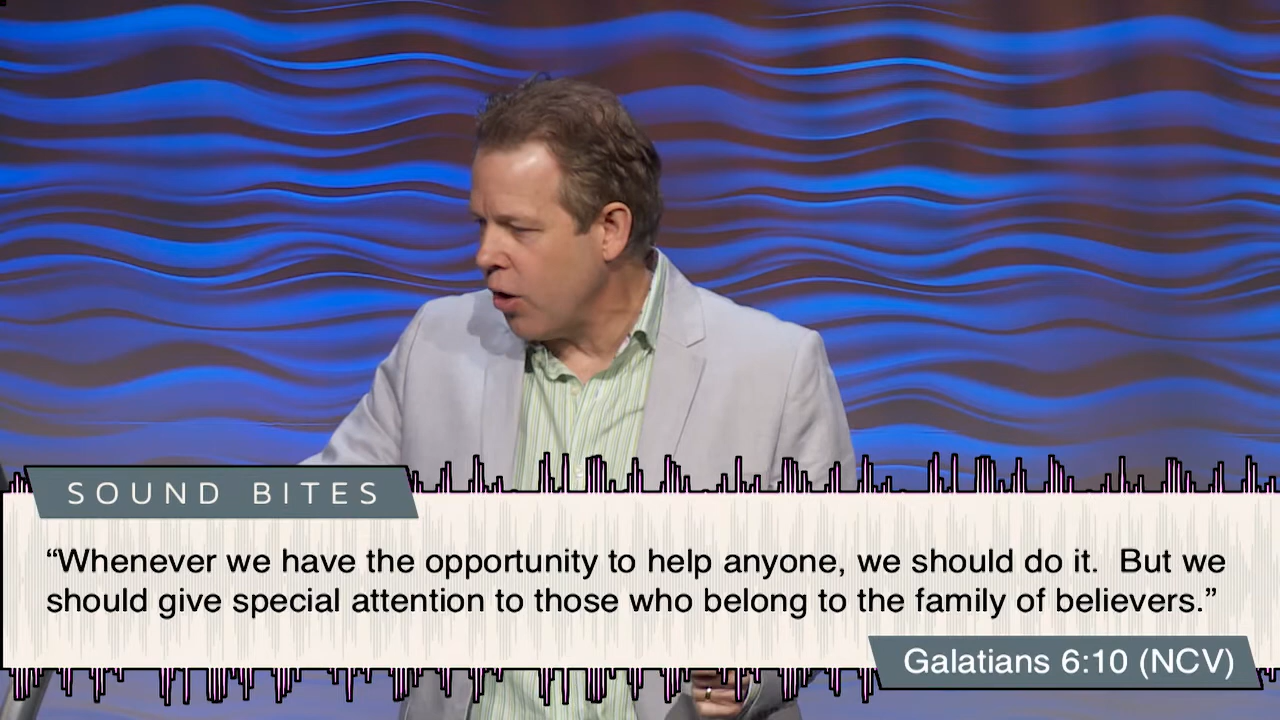 SOUND BITES
“Whenever we have the opportunity to help anyone, we should do it.  But we
should give special attention to those who belong to the family of believers.”
Galatians 6:10 (NCV)